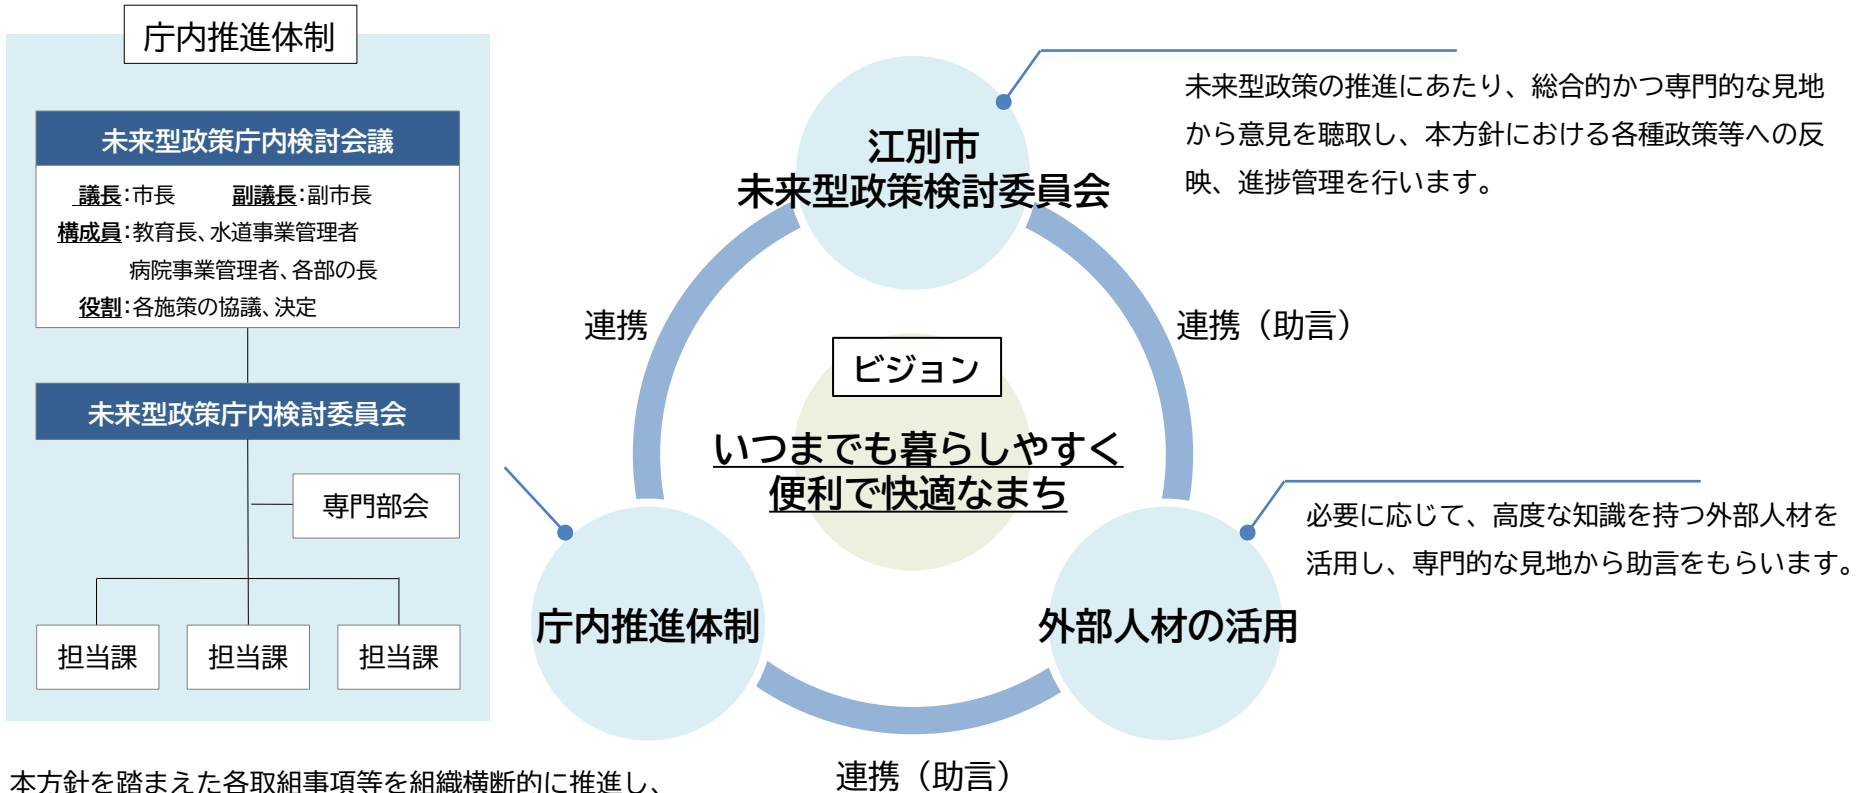 庁内推進体制
未来型政策庁内検討会議
議長：市長　副議長：副市長
構成員：教育長、水道事業管理者
病院事業管理者、各部の長
役割：各施策の協議、決定
未来型政策庁内検討委員会
専門部会
担当課
担当課
担当課
本方針を踏まえた各取組事項等を組織横断的に推進し、
江別市
未来型政策検討委員会
未来型政策の推進にあたり、総合的かつ専門的な見地
から意見を聴取し、本方針における各種政策等への反
映、進捗管理を行います。
連携
連携（助言）
ビジョン
いつまでも暮らしやすく
便利で快適なまち
庁内推進体制
外部人材の活用
必要に応じて、高度な知識を持つ外部人材を
活用し、専門的な見地から助言をもらいます。
連携（助言）